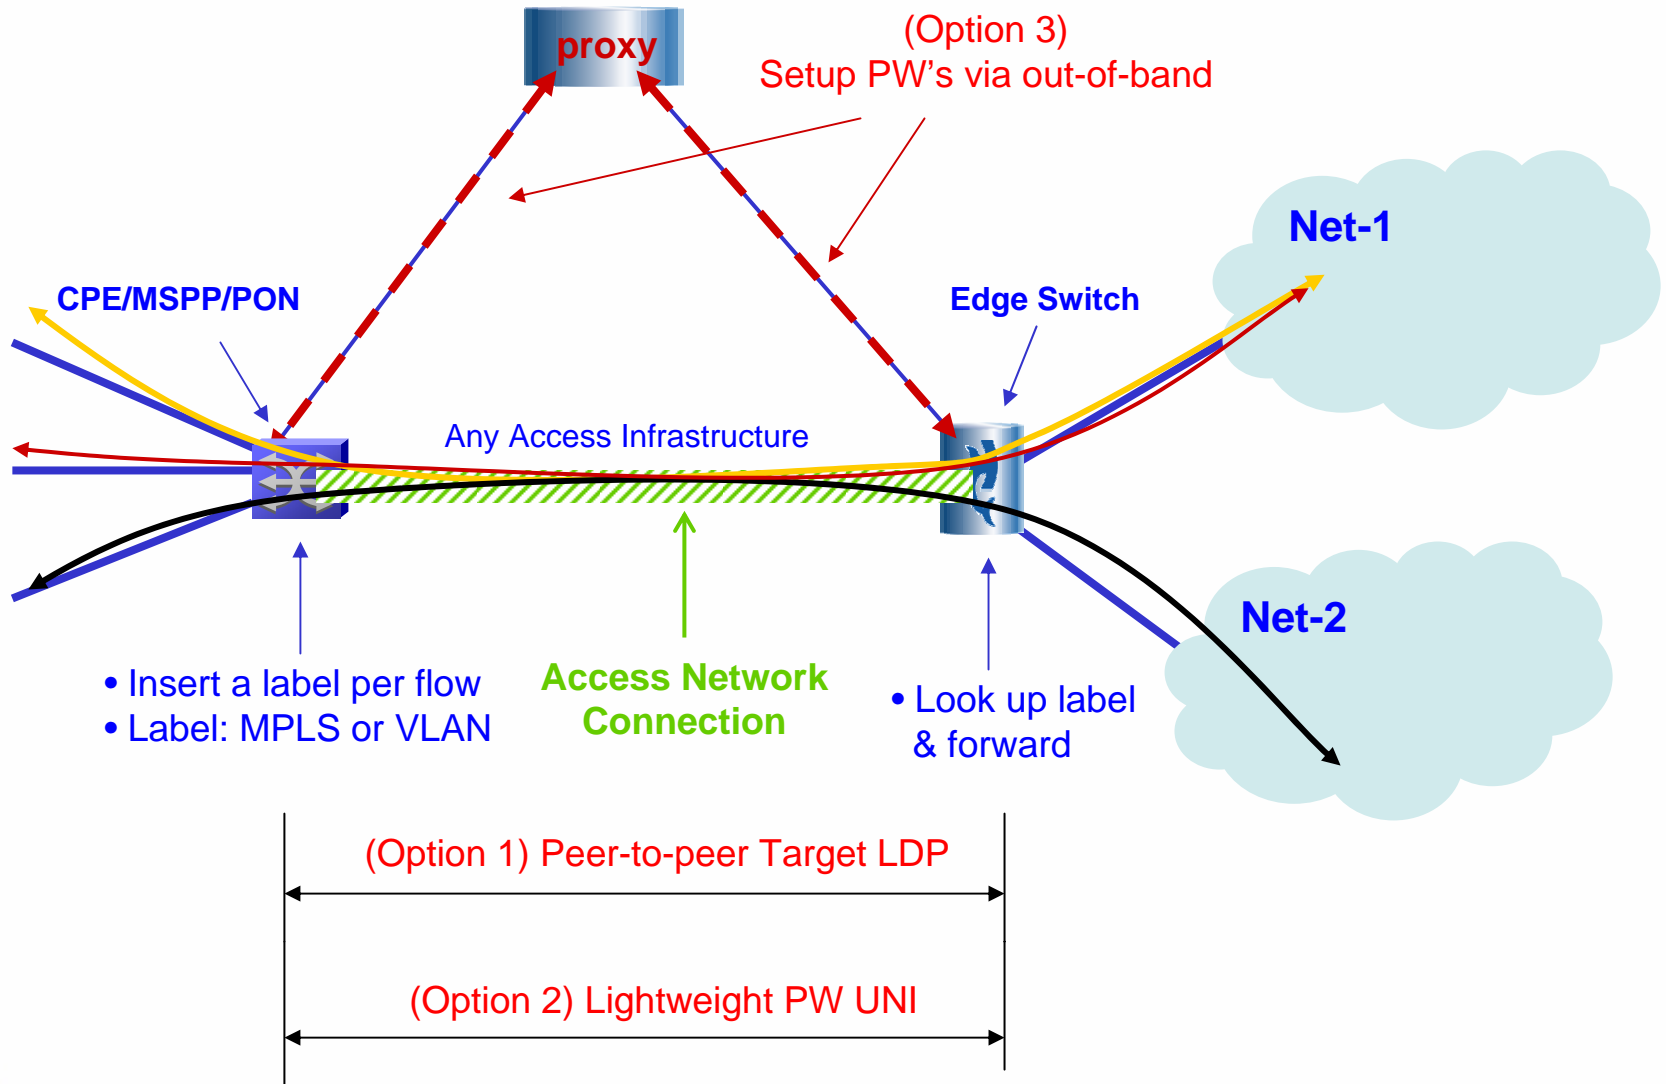 proxy
(Option 3)
Setup PW's via out-of-band
Net-1
CPE/MSPP/PON
Edge Switch
Any Access Infrastructure
Net-2
• Insert a label per flow
• Label: MPLS or VLAN
Access Network
Connection
• Look up label
& forward
(Option 1) Peer-to-peer Target LDP
(Option 2) Lightweight PW UNI